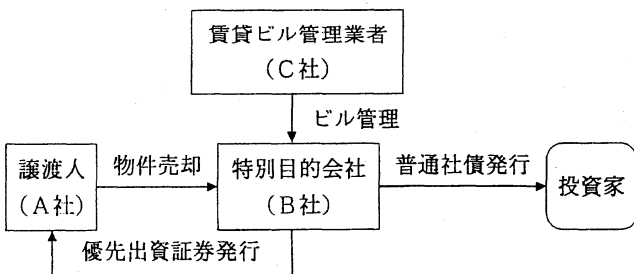 賃貸ビル管理業者
（C社）
ビル管理
譲渡人
（A社）
物件売却
特別目的会社
（B社）
普通社債発行
投資家
優先出資証券発行